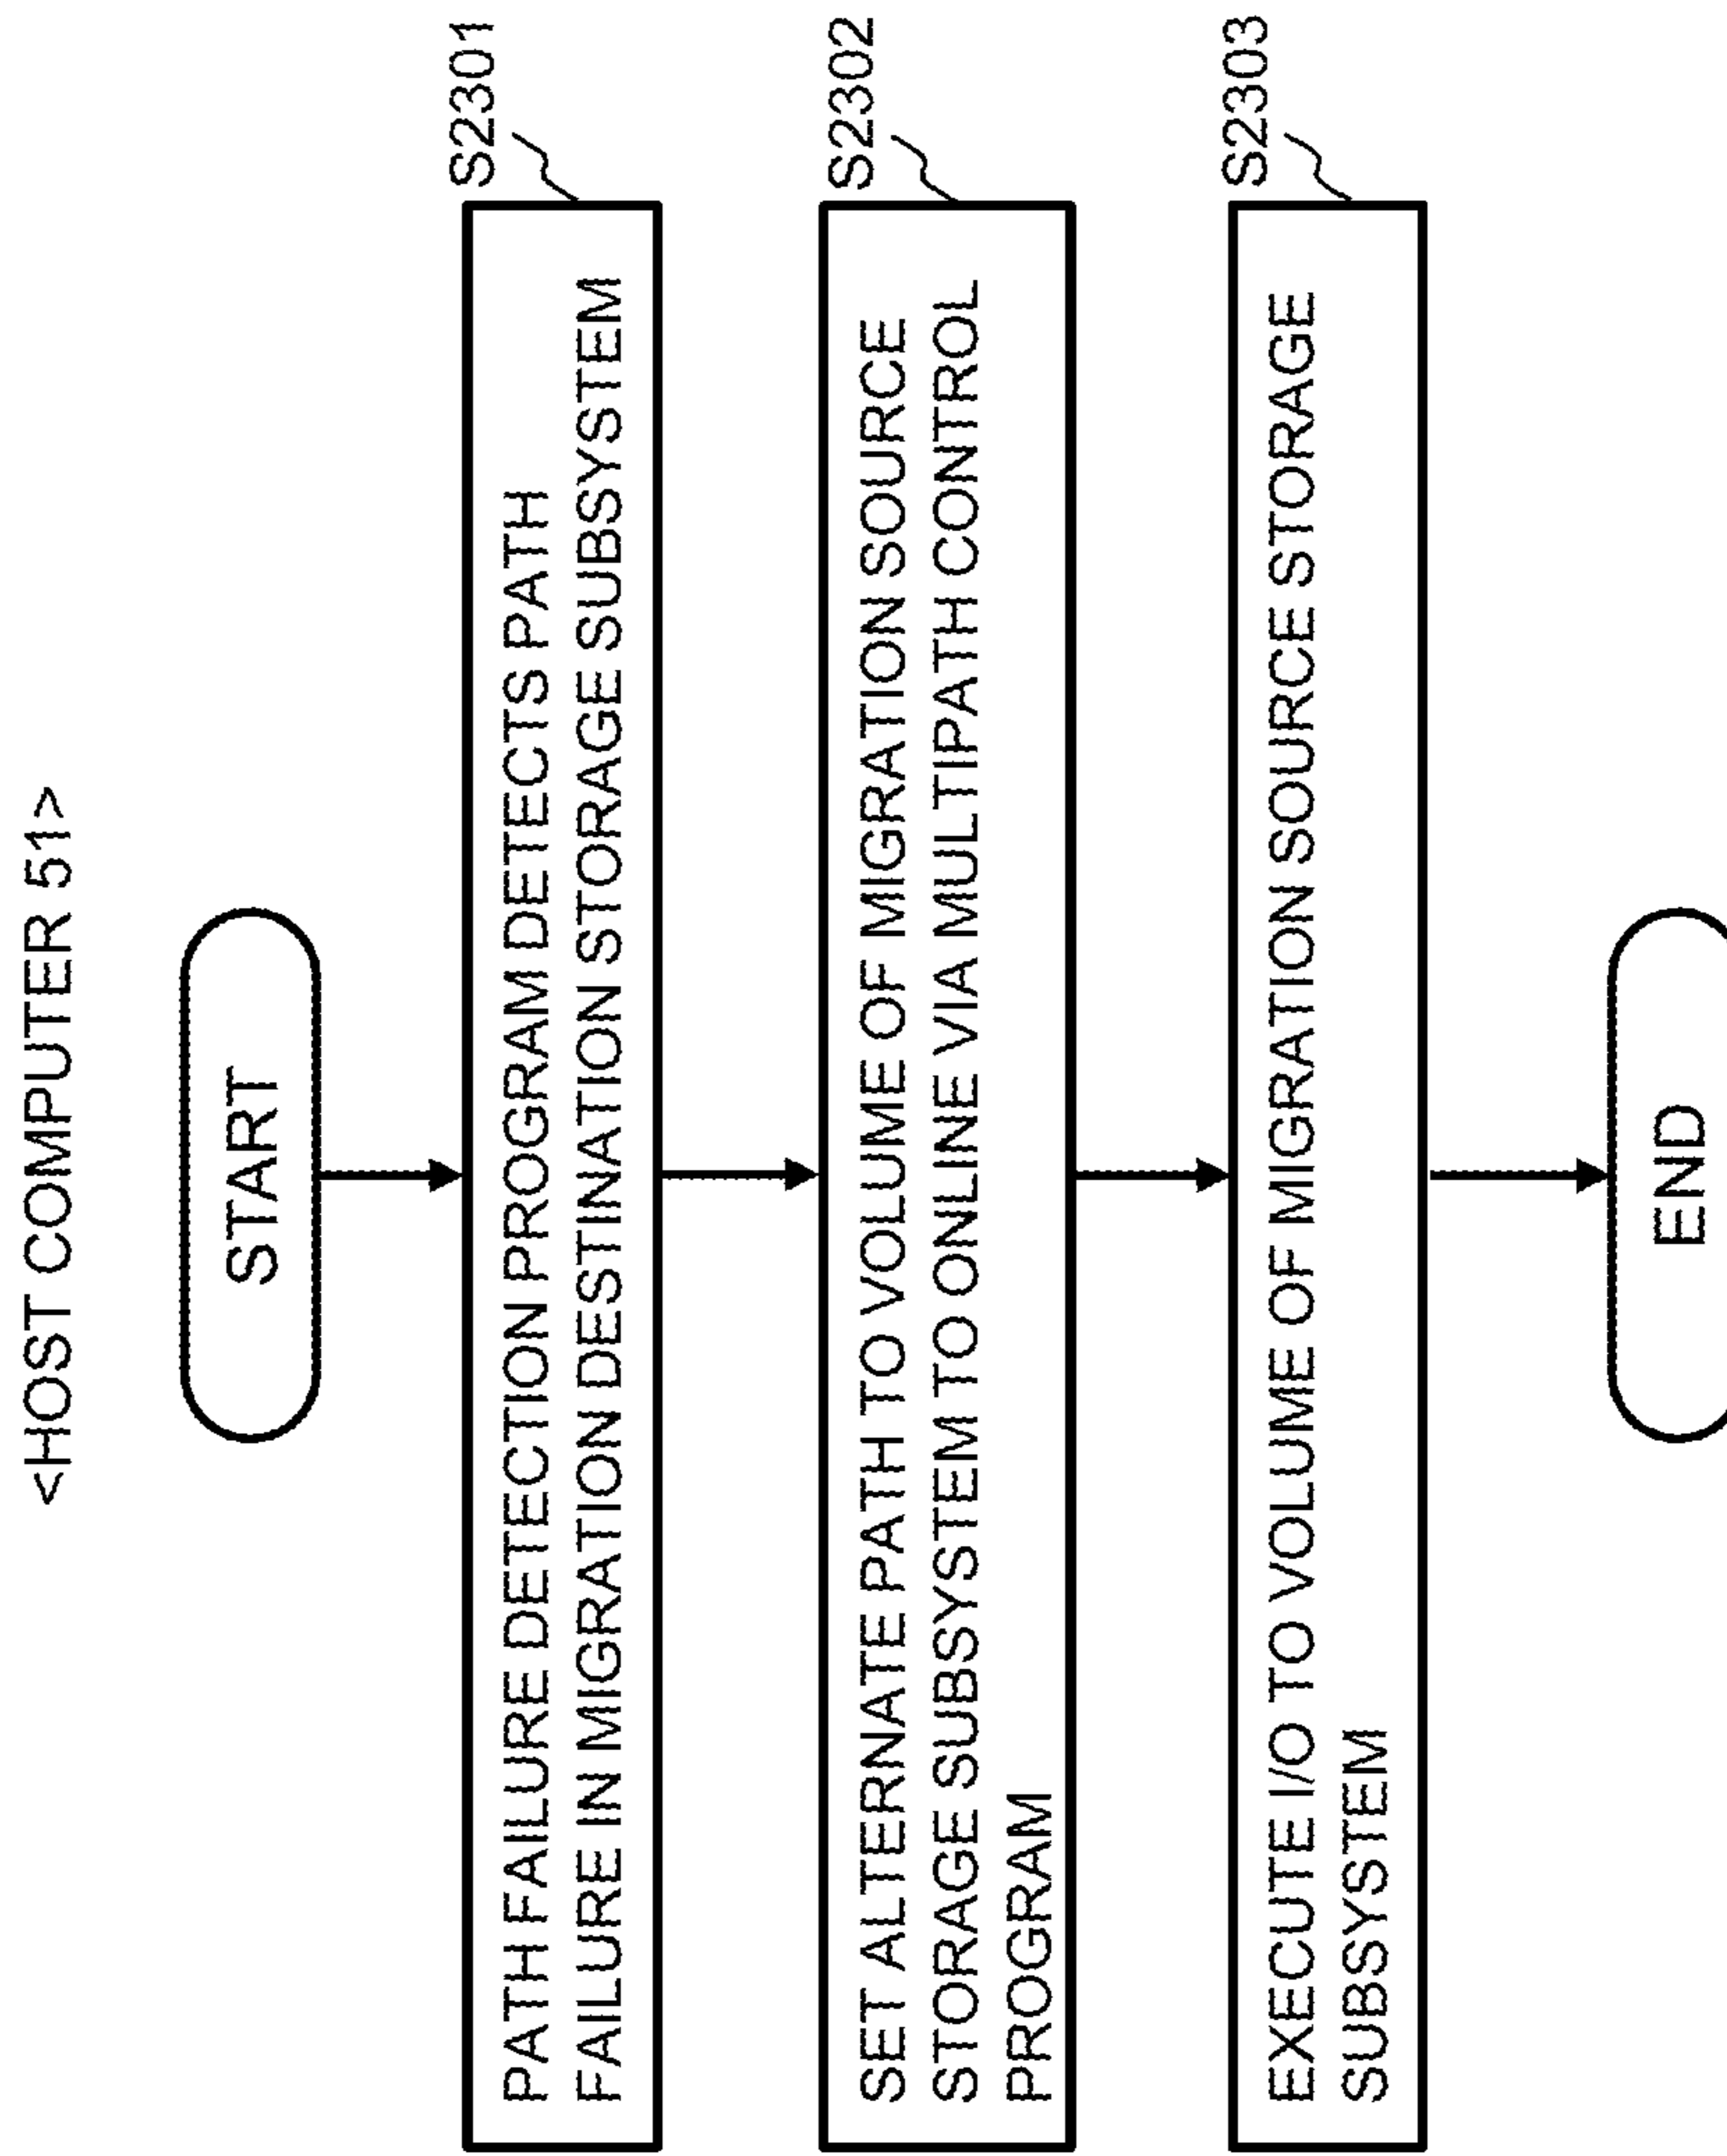 <HOST COMPUTER 51>
START
S2301
PATH FAILURE DETECTION PROGRAM DETECTS PATH
FAILURE IN MIGRATION DESTINATION STORAGE SUBSYSTEM
S2302
SET ALTERNATE PATH TO VOLUME OF MIGRATION SOURCE
STORAGE SUBSYSTEM TO ONLINE VIA MULTIPATH CONTROL
PROGRAM
S2303
EXECUTE I/O TO VOLUME OF MIGRATION SOURCE STORAGE
SUBSYSTEM
END